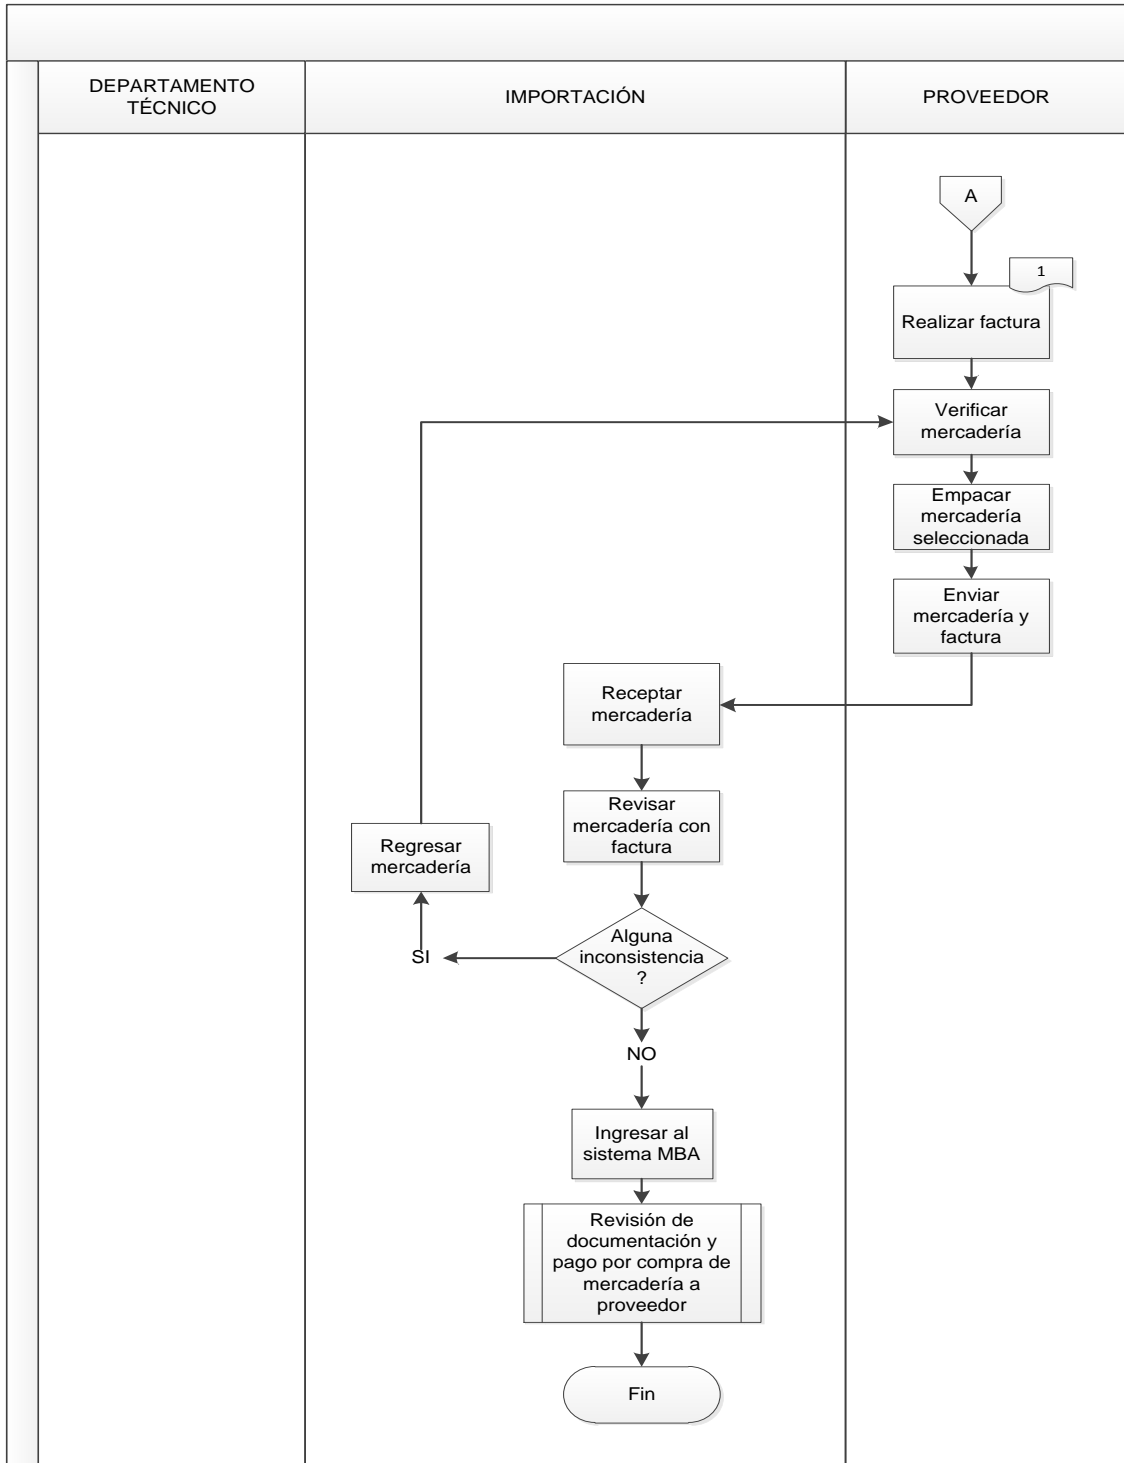 DEPARTAMENTO
TÉCNICO
IMPORTACIÓN
PROVEEDOR
A
1
Realizar factura
Verificar
mercadería
Empacar
mercadería
seleccionada
Enviar
mercadería y
factura
Receptar
mercadería
Revisar
mercadería con
factura
Regresar
mercadería
Alguna
inconsistencia
?
SI
NO
Ingresar al
sistema MBA
Revisión de
documentación y
pago por compra de
mercadería a
proveedor
Fin